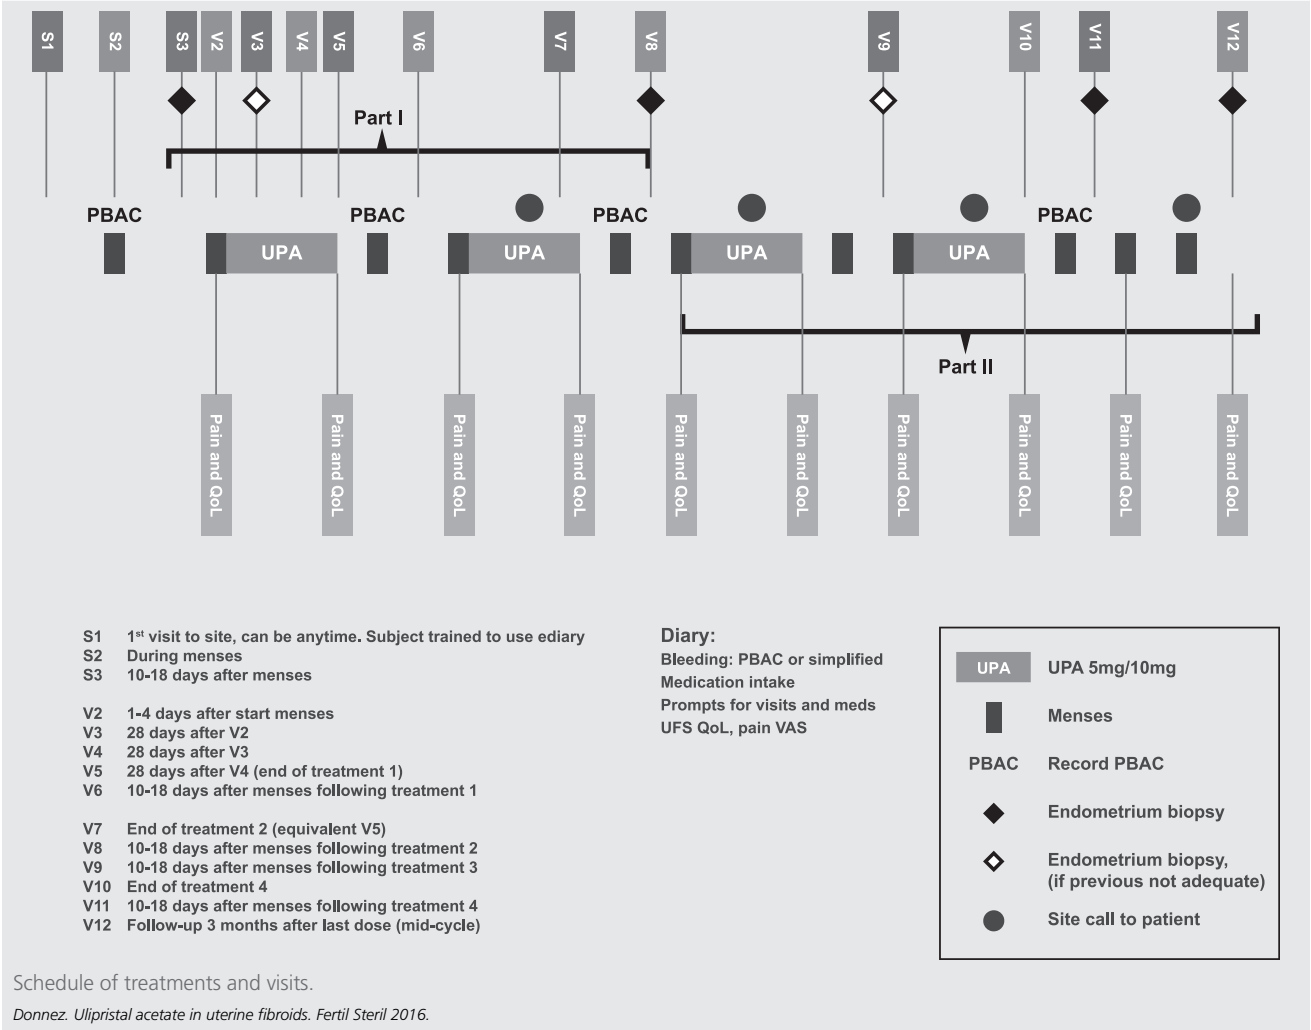 S1 S2 S3 V2 V3 V4 V5 V6 V7 V8 V9 V10 V11 V12
Part I
PBAC PBAC PBAC PBAC
UPA UPA UPA UPA
Part II
Pain and QoL Pain and QoL Pain and QoL Pain and QoL Pain and QoL Pain and QoL Pain and QoL Pain and QoL Pain and QoL Pain and QoL
S1 1st visit to site, can be anytime. Subject trained to use ediary
S2 During menses
S3 10-18 days after menses
V2 1-4 days after start menses
V3 28 days after V2
V4 28 days after V3
V5 28 days after V4 (end of treatment 1)
V6 10-18 days after menses following treatment 1
V7 End of treatment 2 (equivalent V5)
V8 10-18 days after menses following treatment 2
V9 10-18 days after menses following treatment 3
V10 End of treatment 4
V11 10-18 days after menses following treatment 4
V12 Follow-up 3 months after last dose (mid-cycle)
Diary:
Bleeding: PBAC or simplified
Medication intake
Prompts for visits and meds
UFS QoL, pain VAS
UPA UPA 5mg/10mg
Menses
PBAC Record PBAC
Endometrium biopsy
Endometrium biopsy,
(if previous not adequate)
Site call to patient
Schedule of treatments and visits.
Donnez. Ulipristal acetate in uterine fibroids. Fertil Steril 2016.